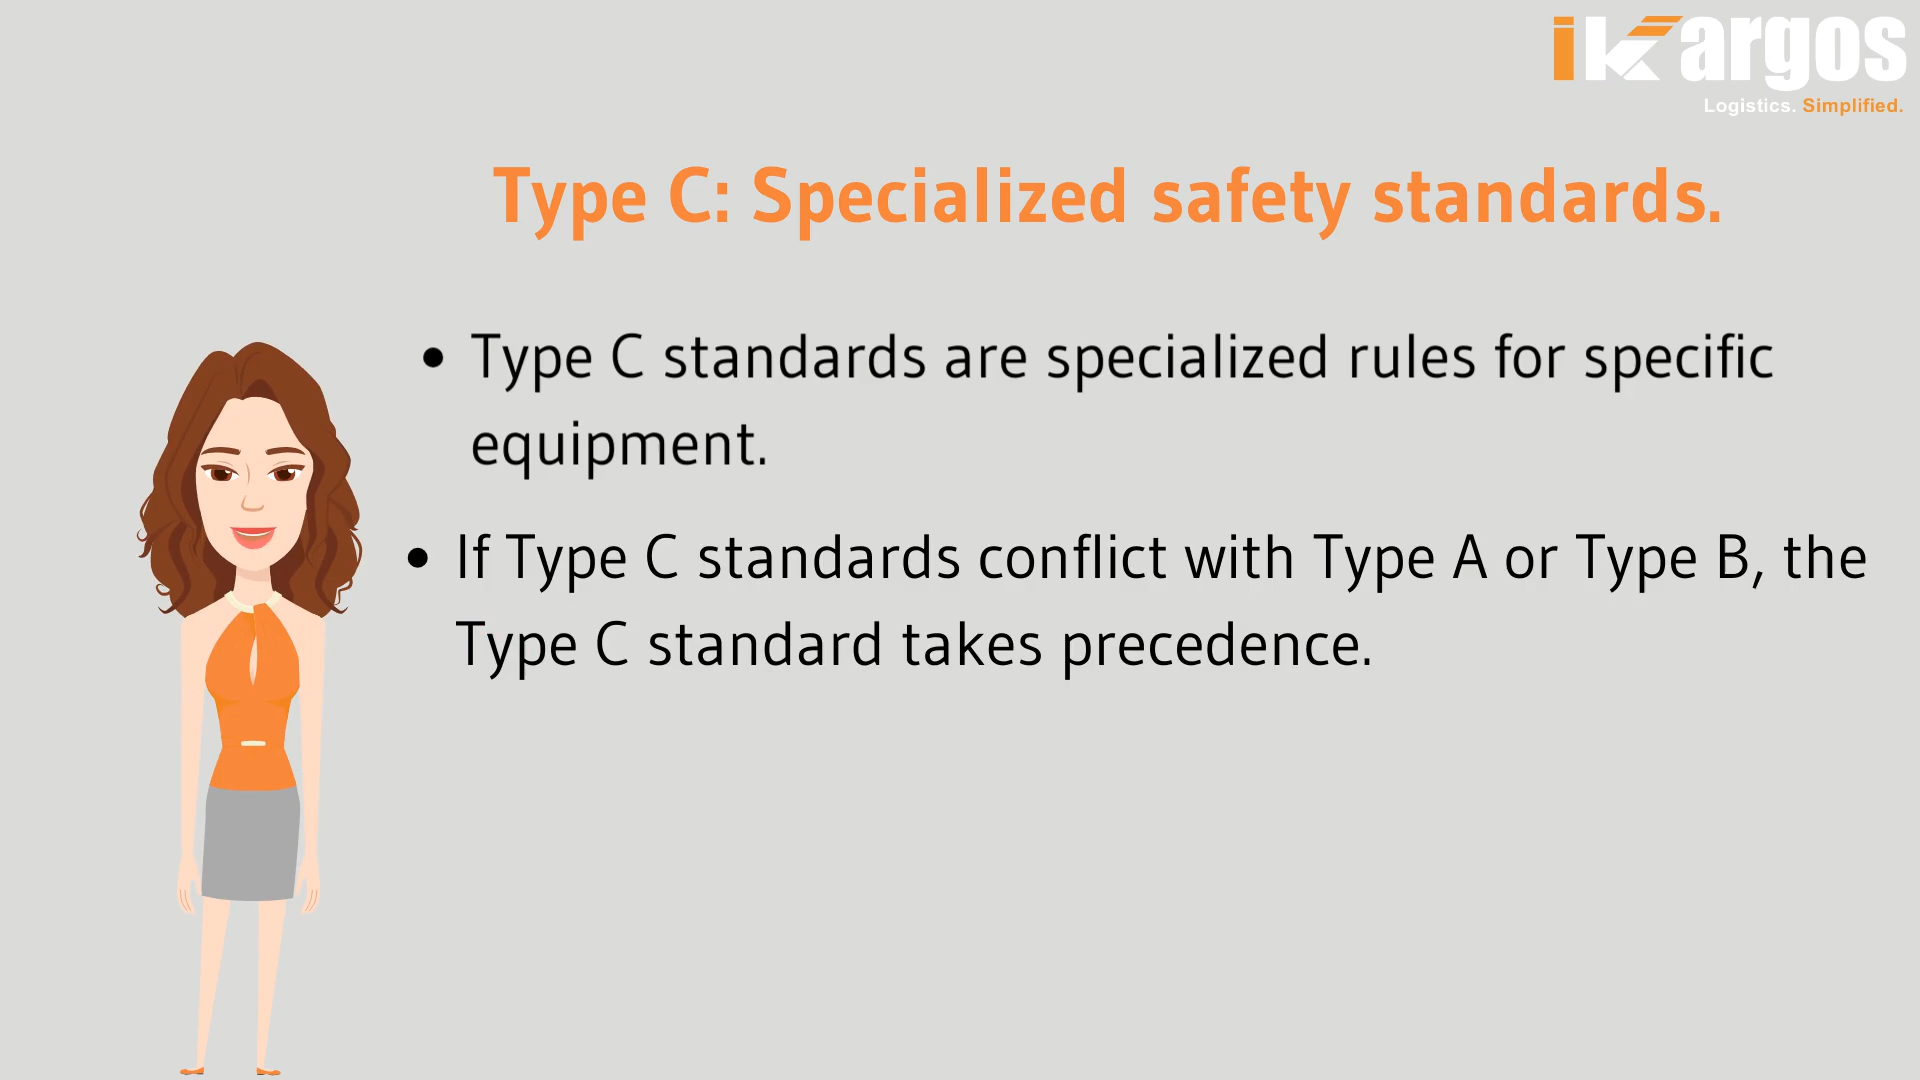 ikargos
Logistics. Simplified.
Type C: Specialized safety standards.
• Type C standards are specialized rules for specific
equipment.
• If Type C standards conflict with Type A or Type B, the
Type C standard takes precedence.